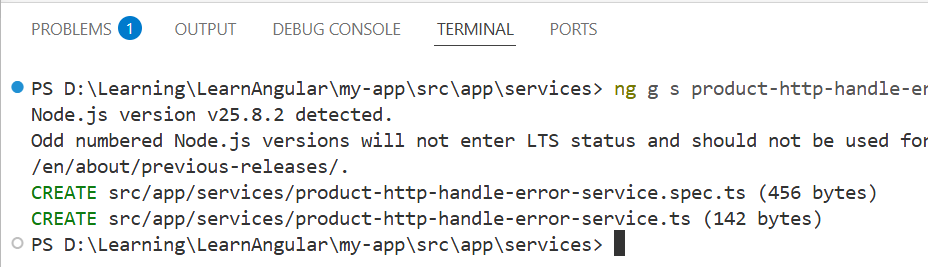 PROBLEMS 1 OUTPUT DEBUG CONSOLE TERMINAL PORTS
PS D:\Learning\LearnAngular\my-app\src\app\services> ng g s product-http-handle-er
Node.js version v25.8.2 detected.
Odd numbered Node.js versions will not enter LTS status and should not be used for
/en/about/previous-releases/.
CREATE src/app/services/product-http-handle-error-service.spec.ts (456 bytes)
CREATE src/app/services/product-http-handle-error-service.ts (142 bytes)
PS D:\Learning\LearnAngular\my-app\src\app\services>